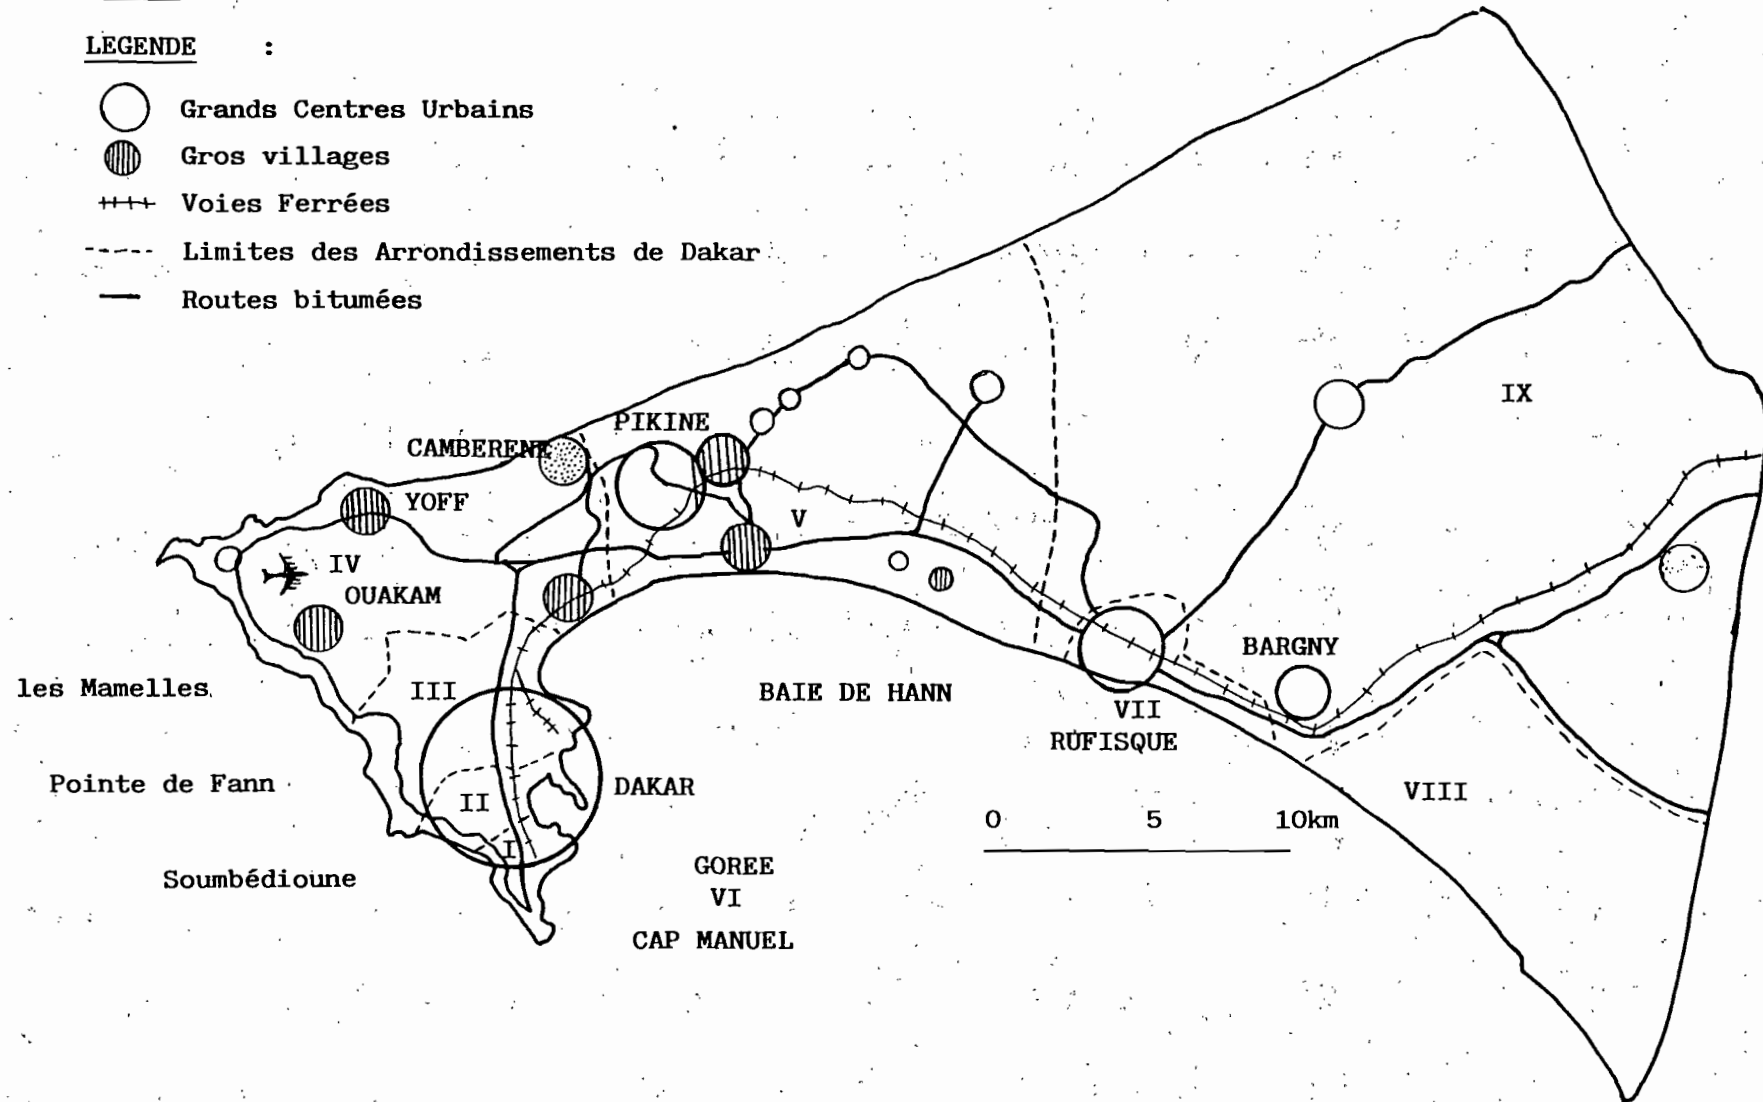 LEGENDE :
Grands Centres Urbains
Gros villages
Voies Ferrées
Limites des Arrondissements de Dakar
Routes bitumées
IX
PIKINE
CAMBERENE
YOFF
V
IV
OUAKAM
BARGNY
les Mamelles
III
BAIE DE HANN
VII
RUFISQUE
Pointe de Fann
DAKAR
II
VIII
0 5 10km
I
GOREE
Soumbédioune
VI
CAP MANUEL